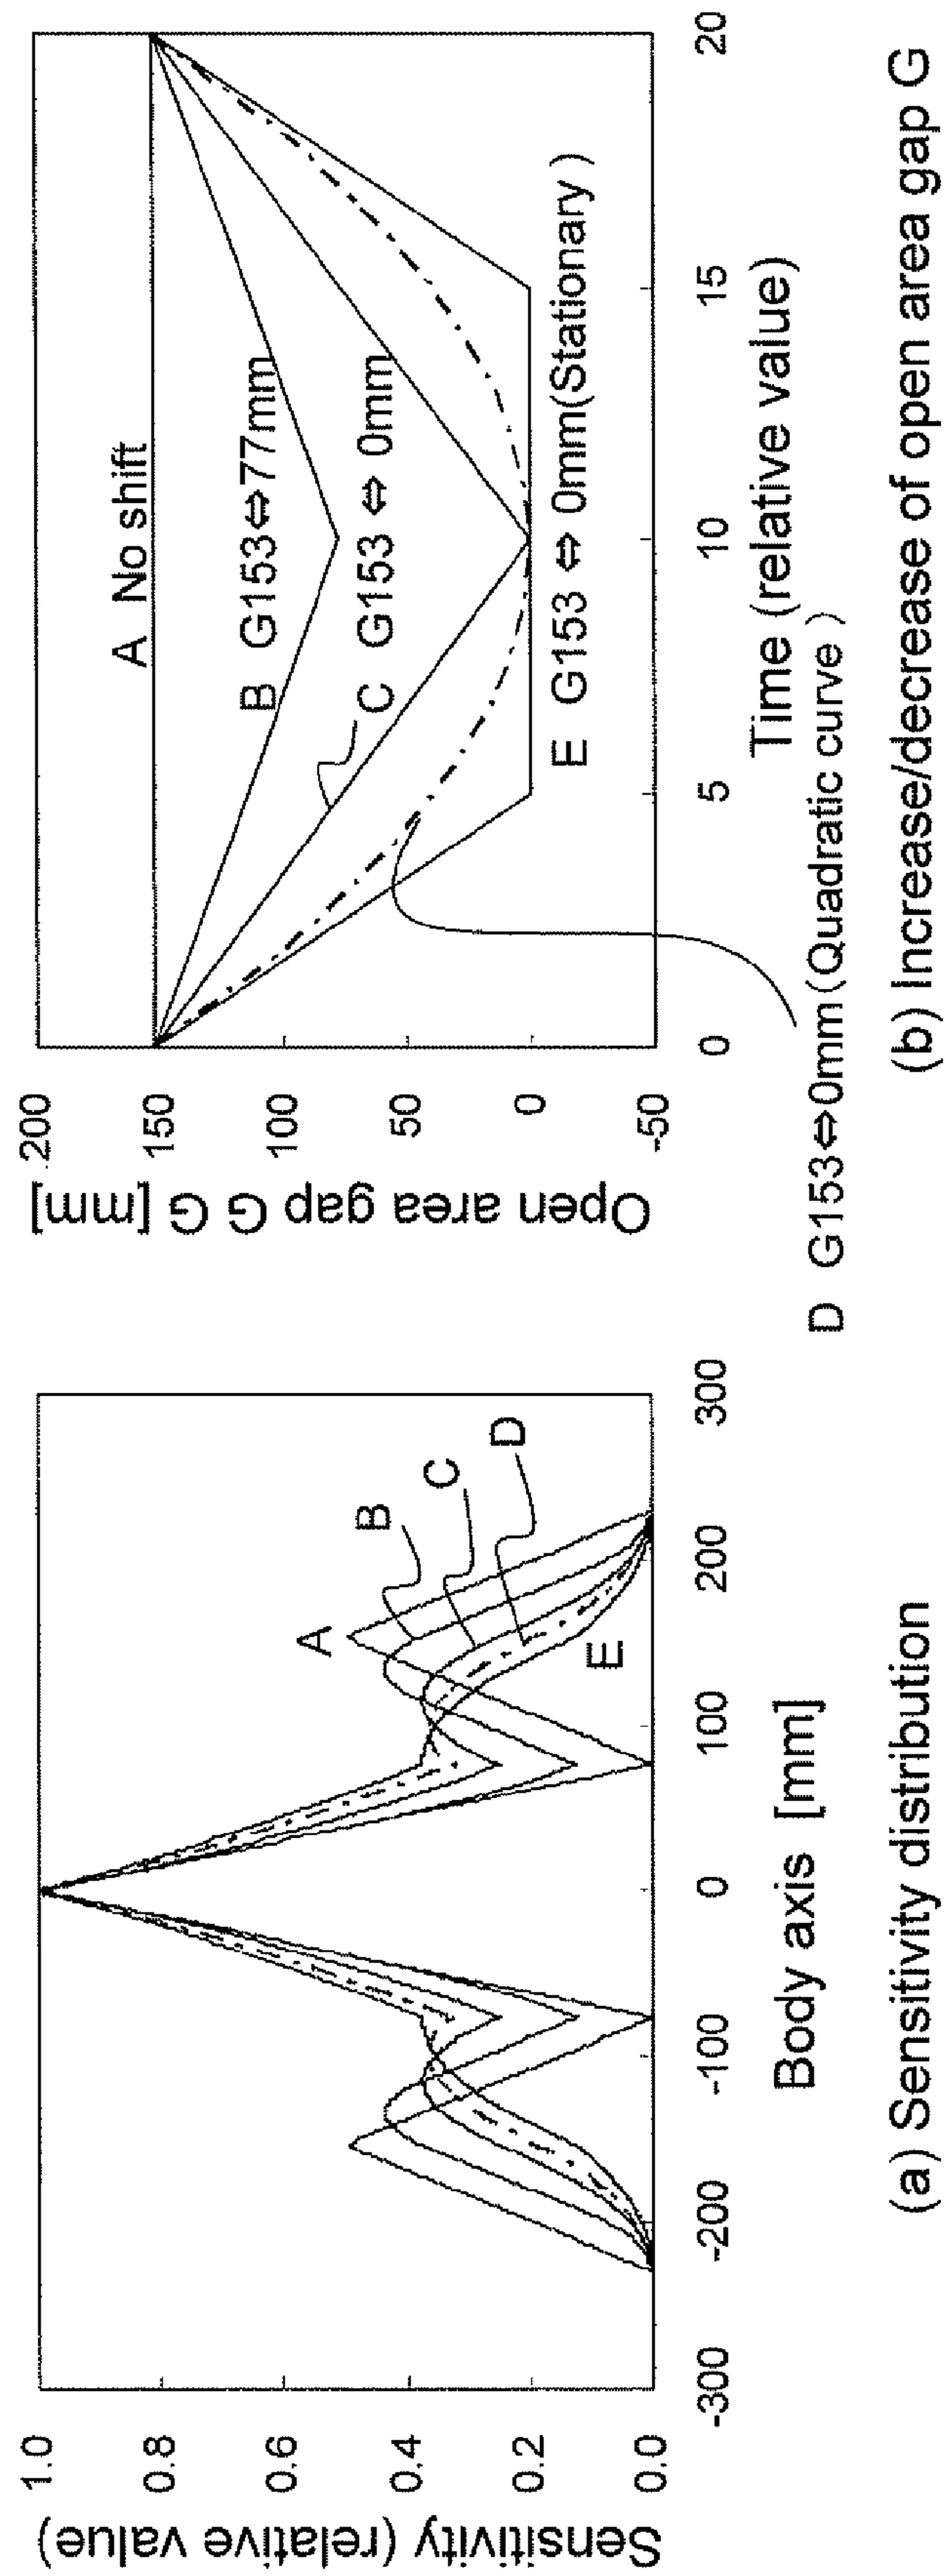 Sensitivity (relative value)
1.0
0.8
0.6
0.4
0.2
0.0
-300
-200
-100
0
100
200
300
A
B
C
D
E
Body axis [mm]
(a) Sensitivity distribution
Open area gap G G [mm]
200
150
100
50
0
-50
0
5
10
15
20
A No shift
B G153⇔77mm
C G153 ⇔ 0mm
E G153 ⇔ 0mm(Stationary )
Time (relative value)
D G153⇔0mm(Quadratic curve )
(b) Increase/decrease of open area gap G